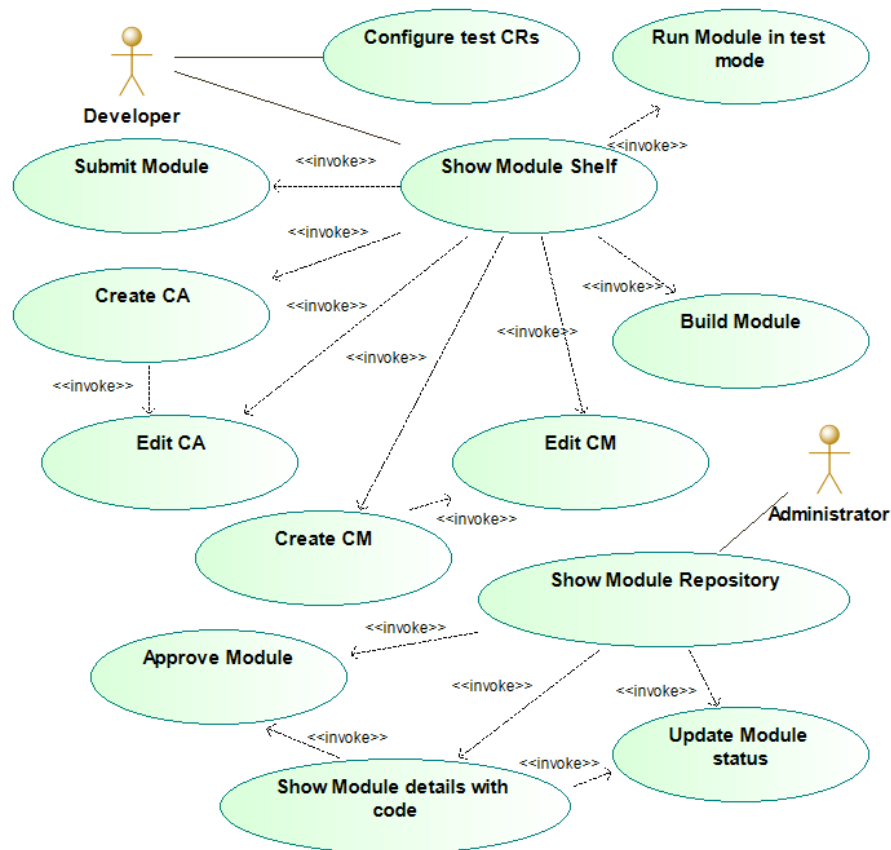 Configure test CRs
Run Module in test
mode
Developer
Submit Module
<<invoke>>
Show Module Shelf
<<invoke>>
<<invoke>>
Create CA
<<invoke>>
<<invoke>>
Build Module
<<invoke>>
<<invoke>>
<<invoke>>
Edit CA
Edit CM
Administrator
<<invoke>>
Create CM
Show Module Repository
<<invoke>>
Approve Module
<<invoke>>
<<invoke>>
Update Module
status
<<invoke>>
<<invoke>>
Show Module details with
code